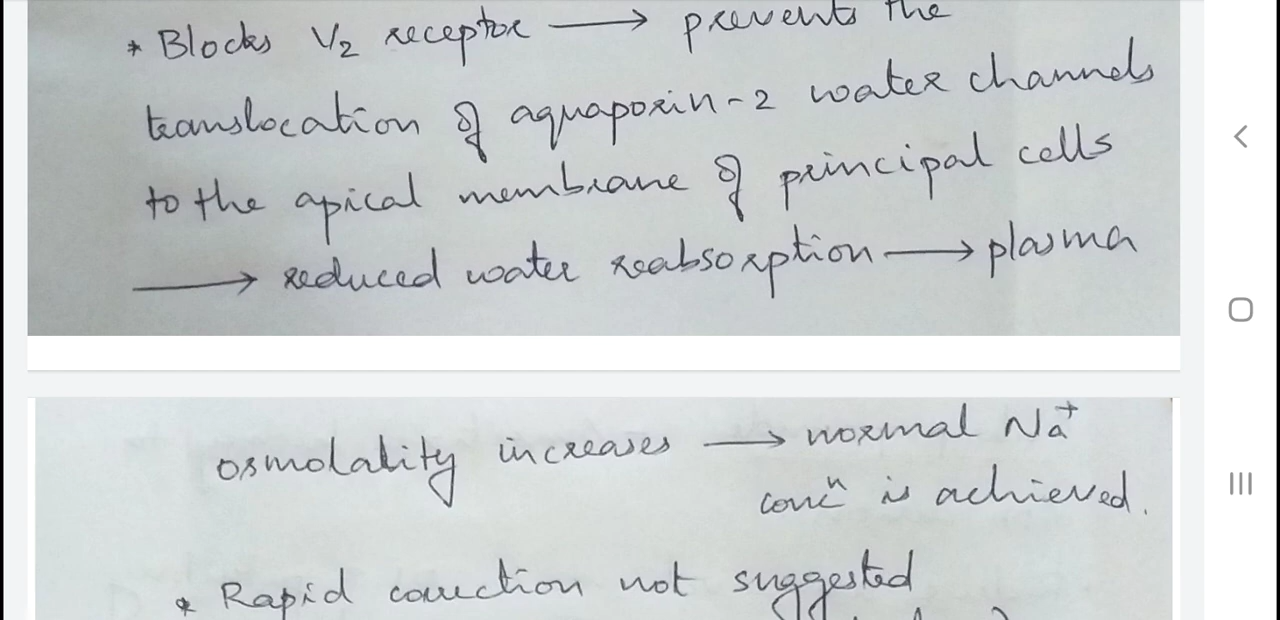 * Blocks V2 receptor ⟶ prevents the
translocation of aquaporin-2 water channels
to the apical membrane of principal cells
⟶ reduced water reabsorption ⟶ plasma
osmolality increases ⟶ normal Na+
concn is achieved.
* Rapid correction not suggested